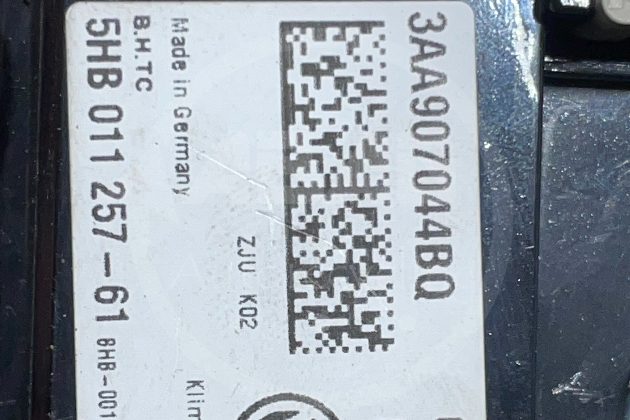 3AA907044BQ
ZJU K02
Klim
Made in Germany
B.H.TC
5HB 011 257-61 8HB-001